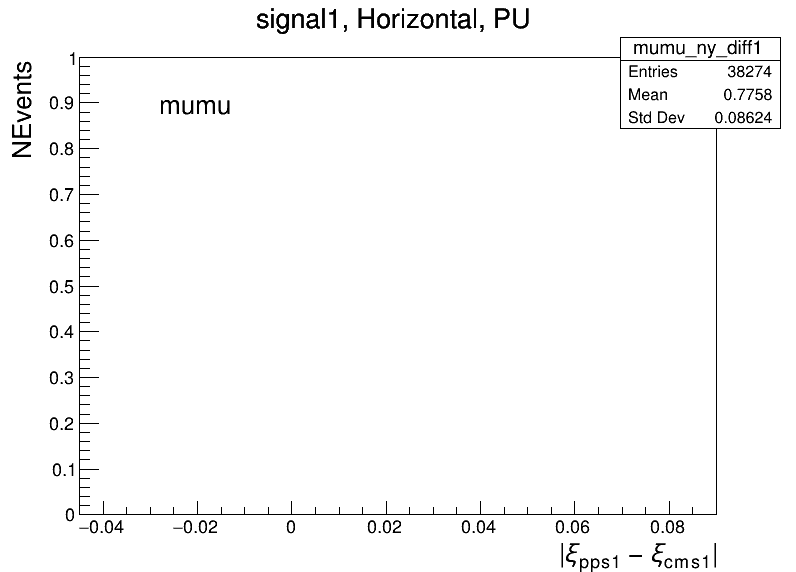 signal1, Horizontal, PU
mumu_ny_diff1
Entries 38274
Mean 0.7758
Std Dev 0.08624
NEvents
mumu
1
0.9
0.8
0.7
0.6
0.5
0.4
0.3
0.2
0.1
0
−0.04 −0.02 0 0.02 0.04 0.06 0.08
|ξpps1 − ξcms1|